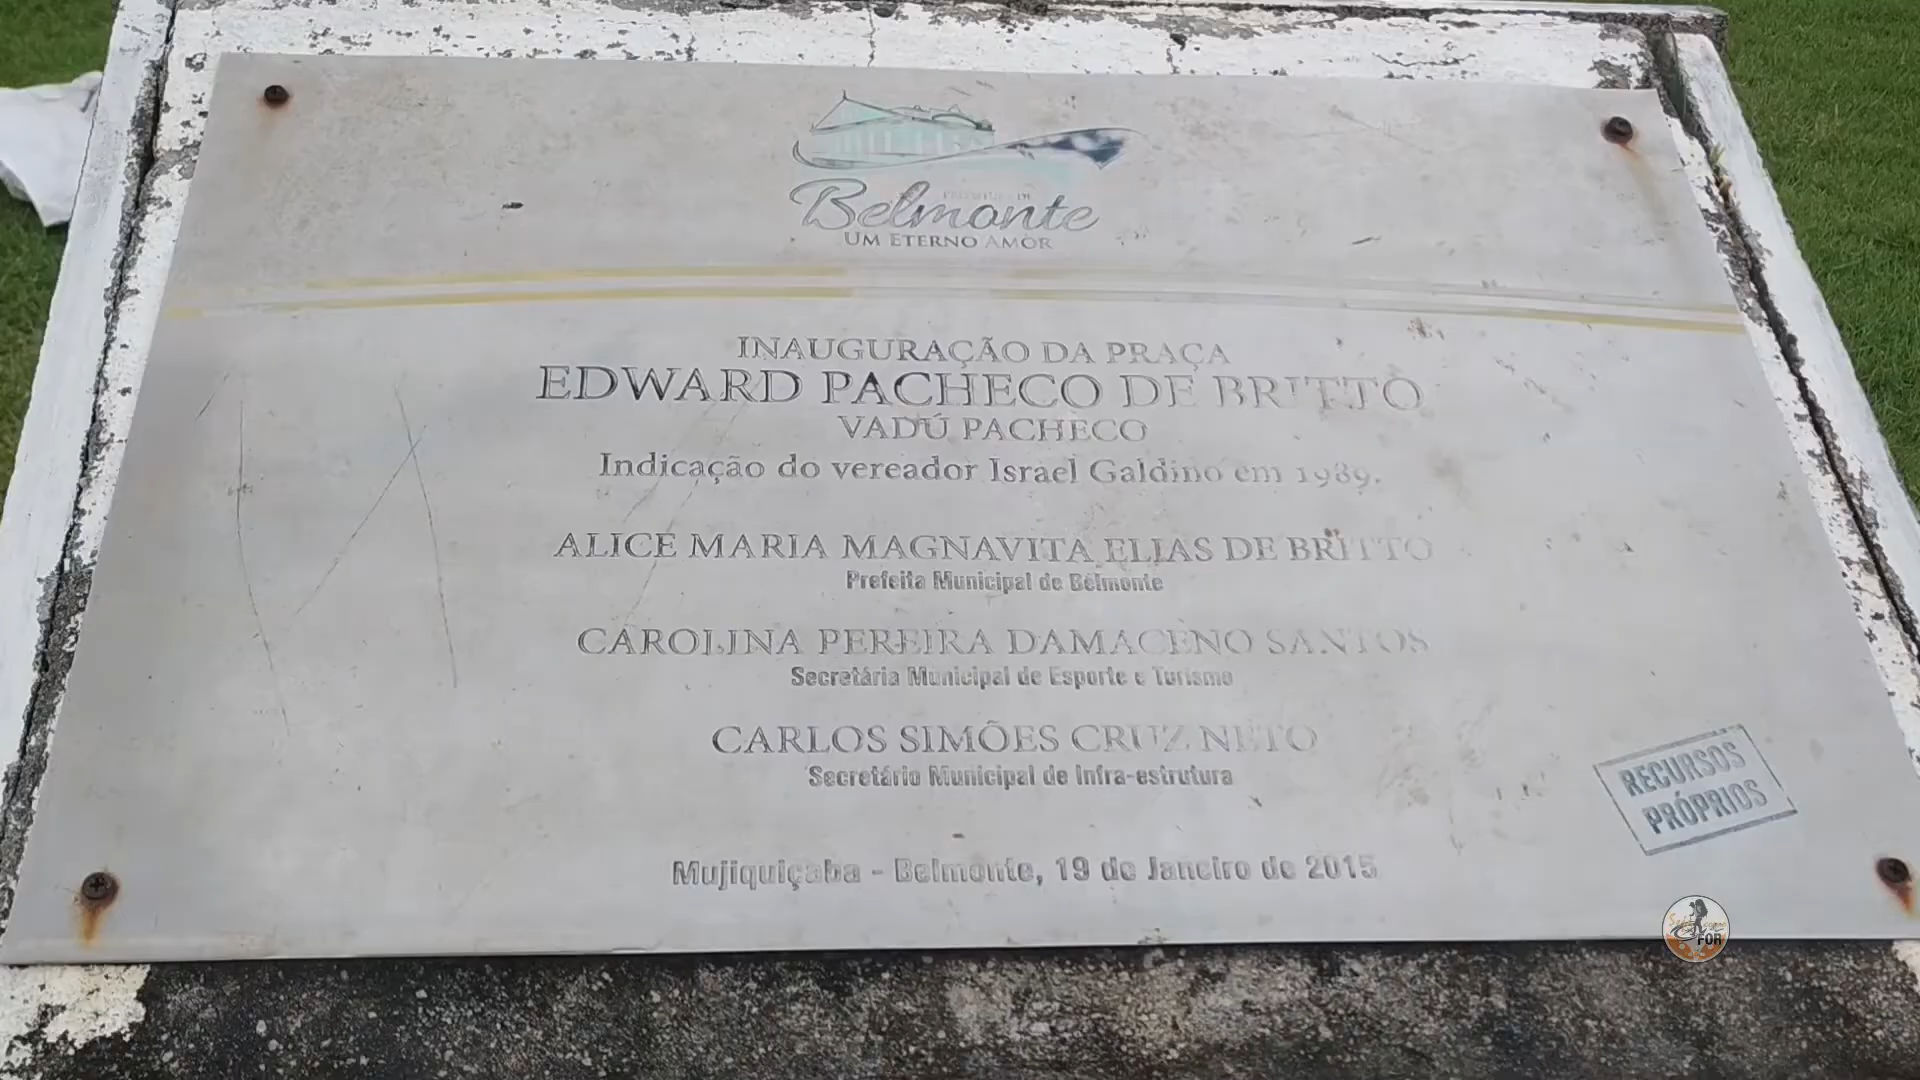 PREFEITURA DE
Belmonte
UM ETERNO AMOR
INAUGURAÇÃO DA PRAÇA
EDWARD PACHECO DE BRITTO
VADÚ PACHECO
Indicação do vereador Israel Galdino em 1989.
ALICE MARIA MAGNAVITA ELIAS DE BRITTO
Prefeita Municipal de Belmonte
CAROLINA PEREIRA DAMACENO SANTOS
Secretária Municipal de Esporte e Turismo
CARLOS SIMÕES CRUZ NETO
Secretário Municipal de Infra-estrutura
RECURSOS
PRÓPRIOS
Mujiquiçaba - Belmonte, 19 de Janeiro de 2015
FOR